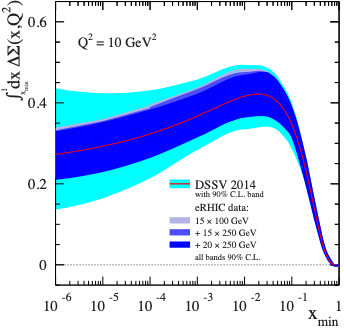 ∫¹ₓₘᵢₙ dx ΔΣ(x,Q²)
0.6
Q² = 10 GeV²
0.4
0.2
DSSV 2014
with 90% C.L. band
eRHIC data:
15 × 100 GeV
+ 15 × 250 GeV
+ 20 × 250 GeV
all bands 90% C.L.
0
10⁻⁶ 10⁻⁵ 10⁻⁴ 10⁻³ 10⁻² 10⁻¹ 1
xₘᵢₙ